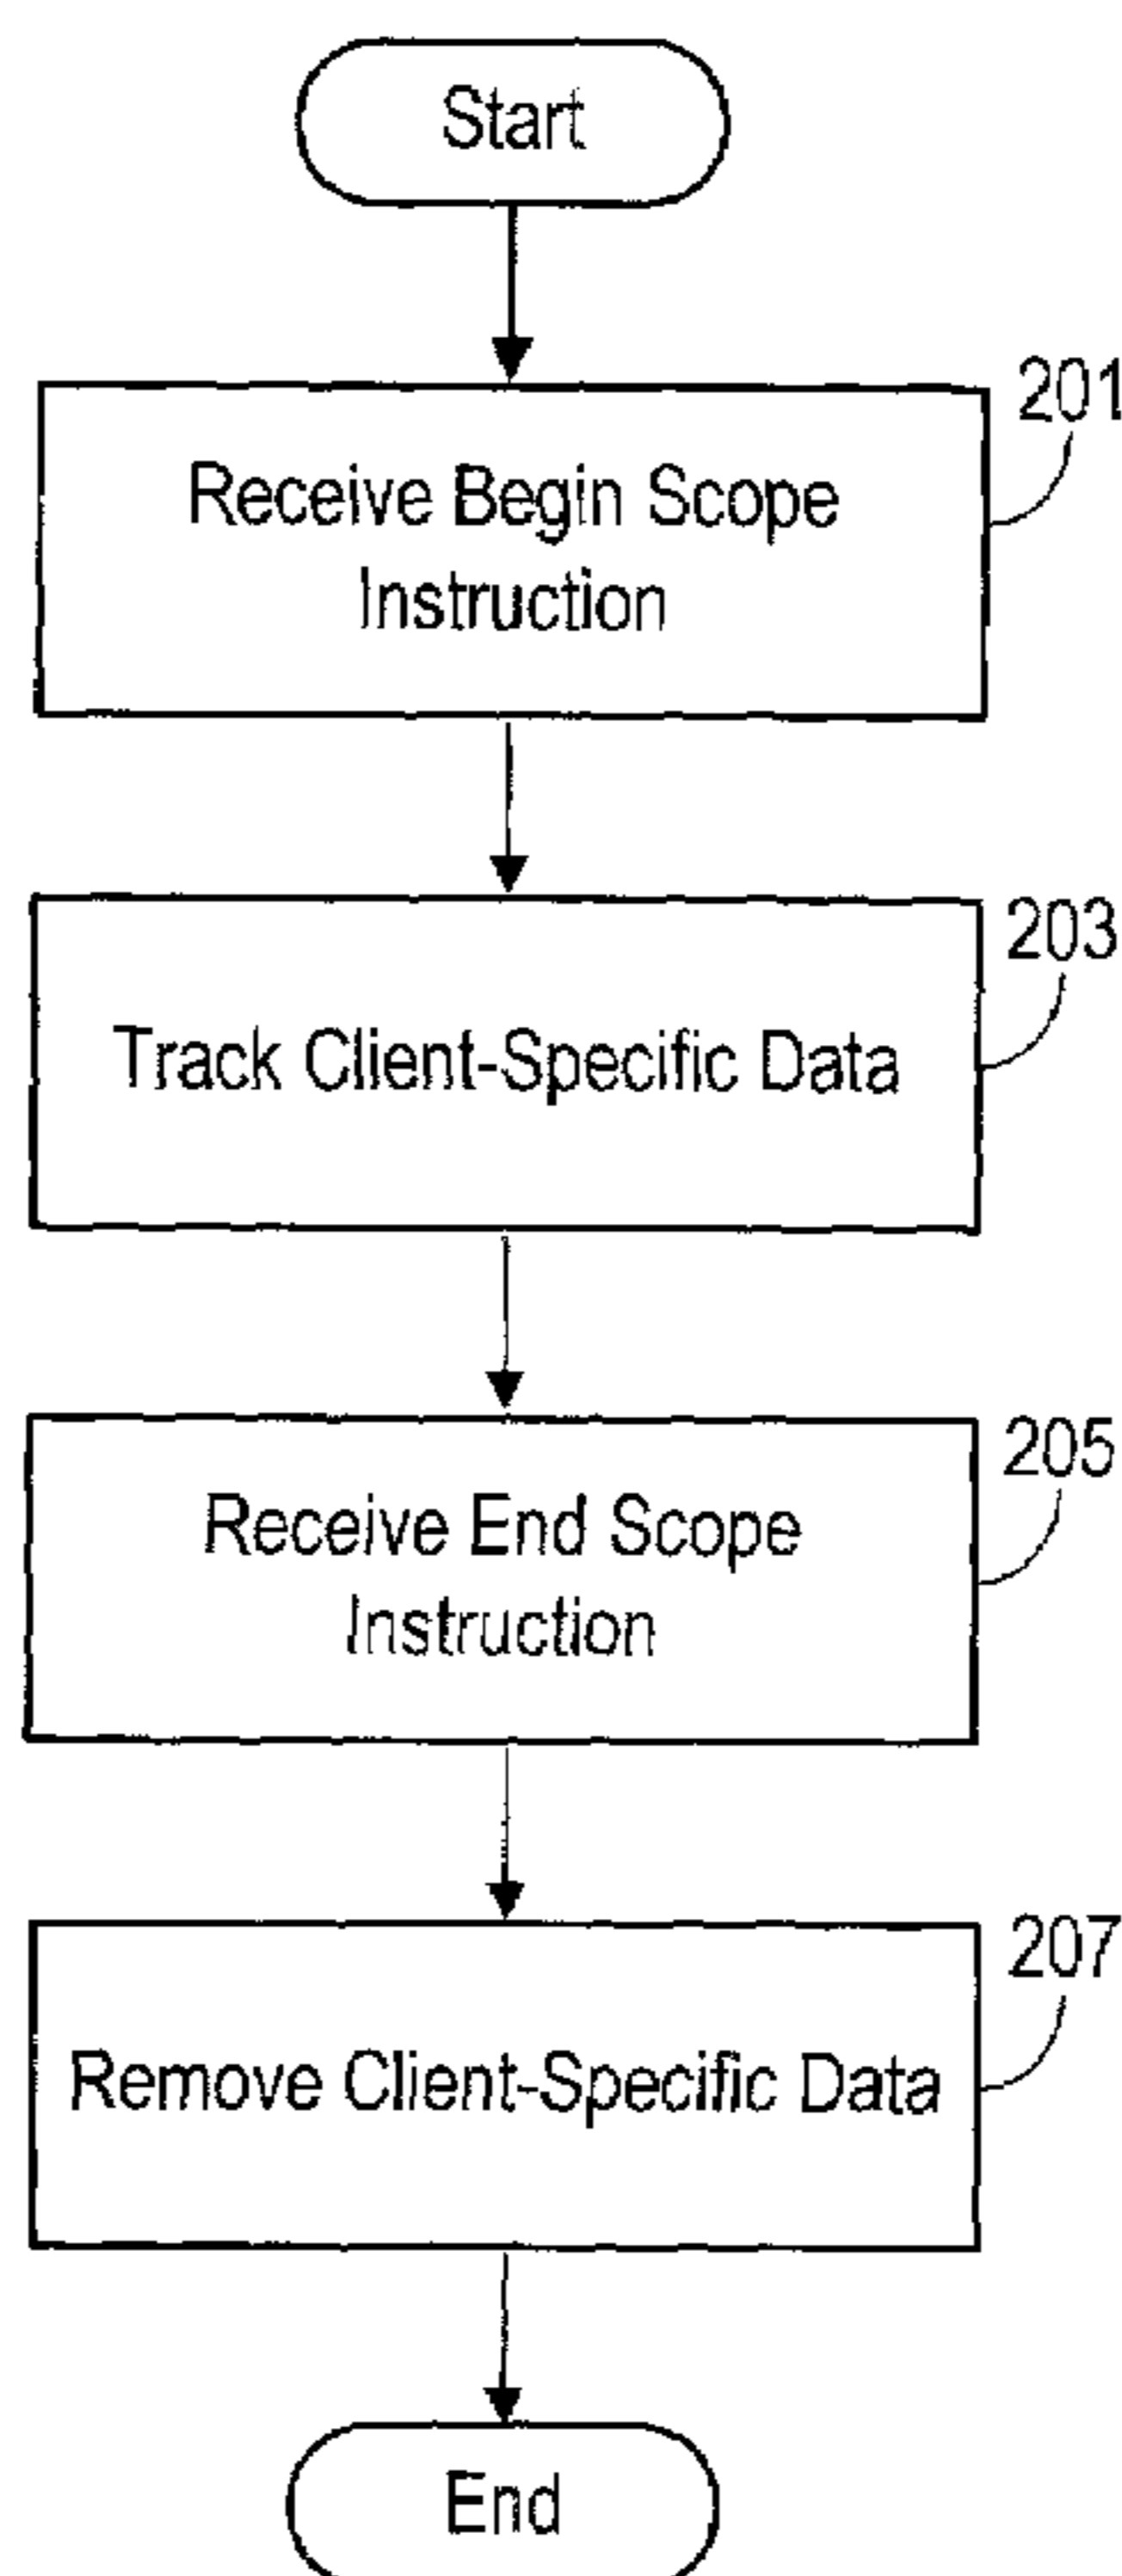 Start
201
Receive Begin Scope
Instruction
203
Track Client-Specific Data
205
Receive End Scope
Instruction
207
Remove Client-Specific Data
End